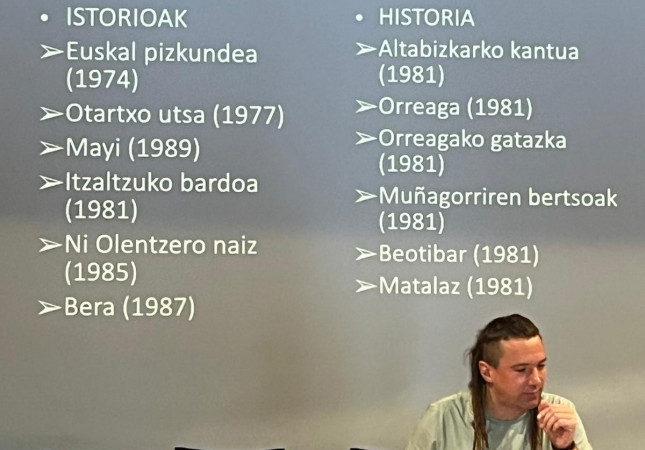 • ISTORIOAK
➢Euskal pizkundea
(1974)
➢Otartxo utsa (1977)
➢Mayi (1989)
➢Itzaltzuko bardoa
(1981)
➢Ni Olentzero naiz
(1985)
➢Bera (1987)
• HISTORIA
➢Altabizkarko kantua
(1981)
➢Orreaga (1981)
➢Orreagako gatazka
(1981)
➢Muñagorriren bertsoak
(1981)
➢Beotibar (1981)
➢Matalaz (1981)